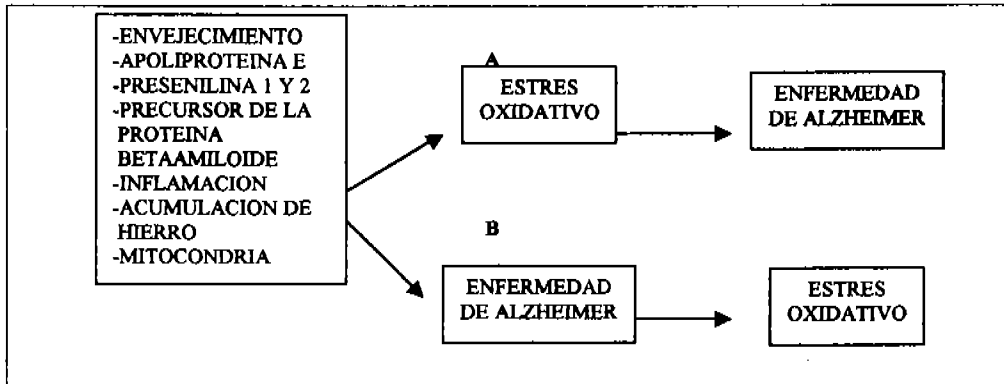 -ENVEJECIMIENTO
-APOLIPROTEINA E
-PRESENILINA 1 Y 2
-PRECURSOR DE LA
PROTEINA
BETAAMILOIDE
-INFLAMACION
-ACUMULACION DE
HIERRO
-MITOCONDRIA
A
ESTRES
OXIDATIVO
ENFERMEDAD
DE ALZHEIMER
B
ENFERMEDAD
DE ALZHEIMER
ESTRES
OXIDATIVO